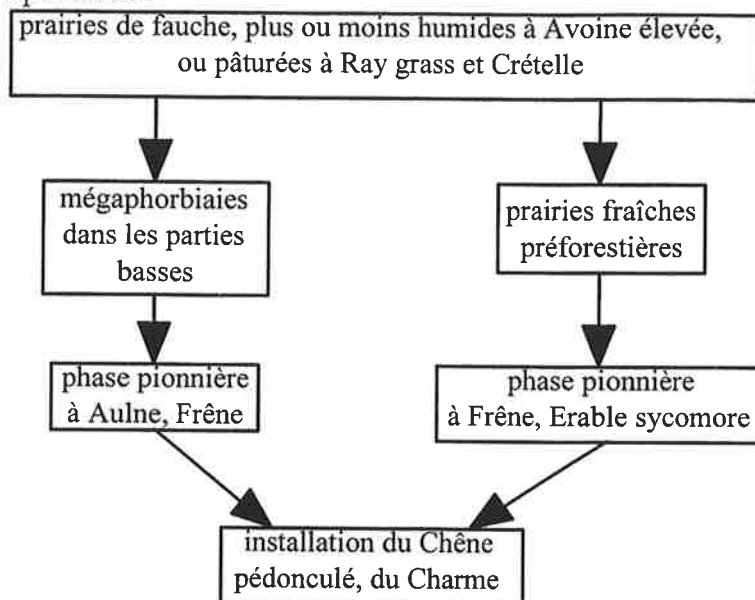 prairies de fauche, plus ou moins humides à Avoine élevée,
ou pâturées à Ray grass et Crételle
mégaphorbiaies
dans les parties
basses
prairies fraîches
préforestières
phase pionnière
à Aulne, Frêne
phase pionnière
à Frêne, Erable sycomore
installation du Chêne
pédonculé, du Charme